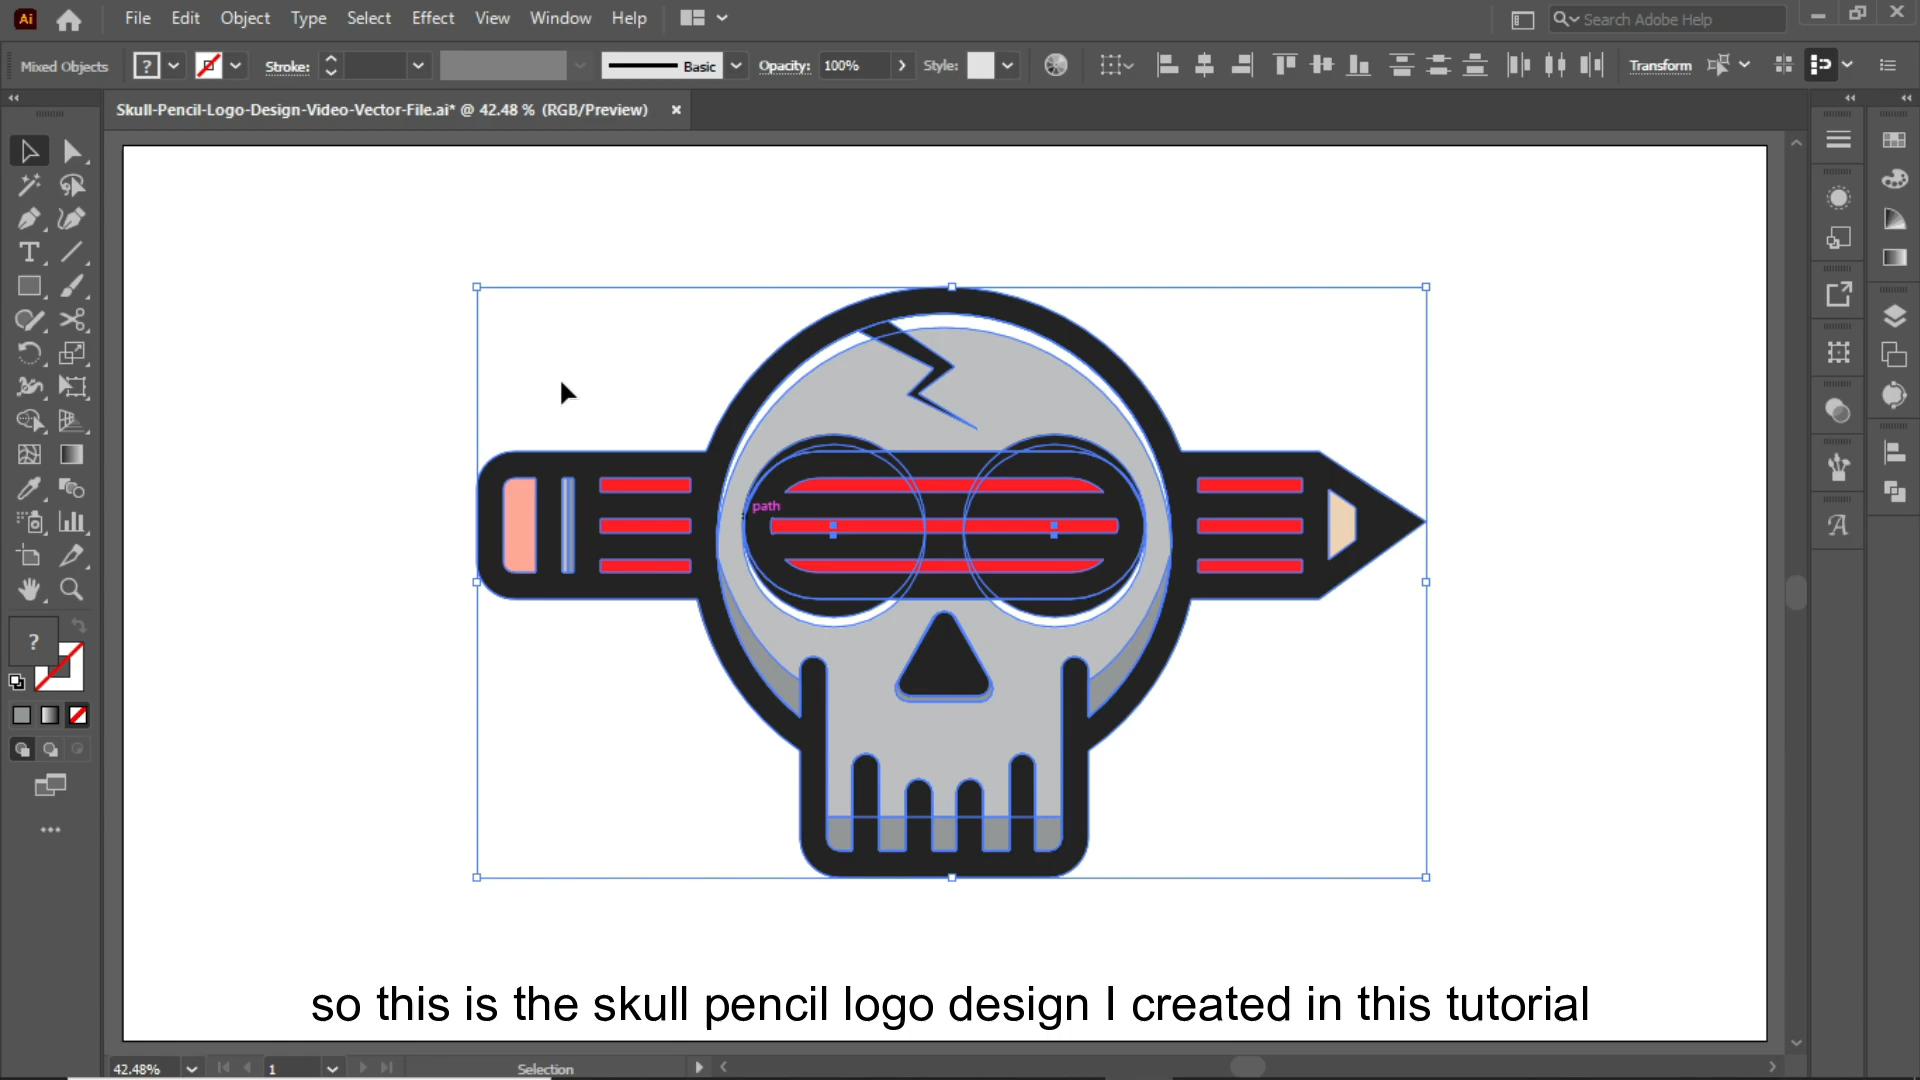 Ai File Edit Object Type Select Effect View Window Help Search Adobe Help
Mixed Objects ? Stroke: Basic Opacity: 100% Style: Transform
Skull-Pencil-Logo-Design-Video-Vector-File.ai* @ 42.48 % (RGB/Preview)
path
?
so this is the skull pencil logo design I created in this tutorial
42.48% 1 Selection